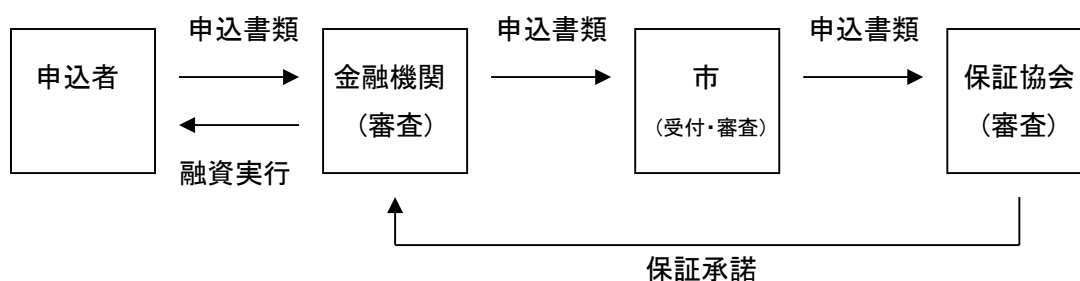 申込書類
申込書類
申込書類
申込者
金融機関
(審査)
市
(受付・審査)
保証協会
(審査)
融資実行
保証承諾